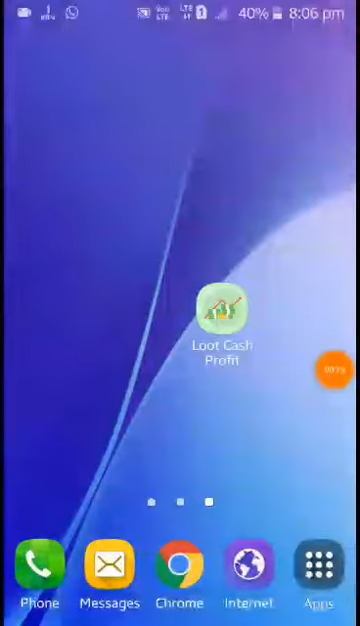 40% 8:06 pm
Loot Cash
Profit
Phone
Messages
Chrome
Internet
Apps